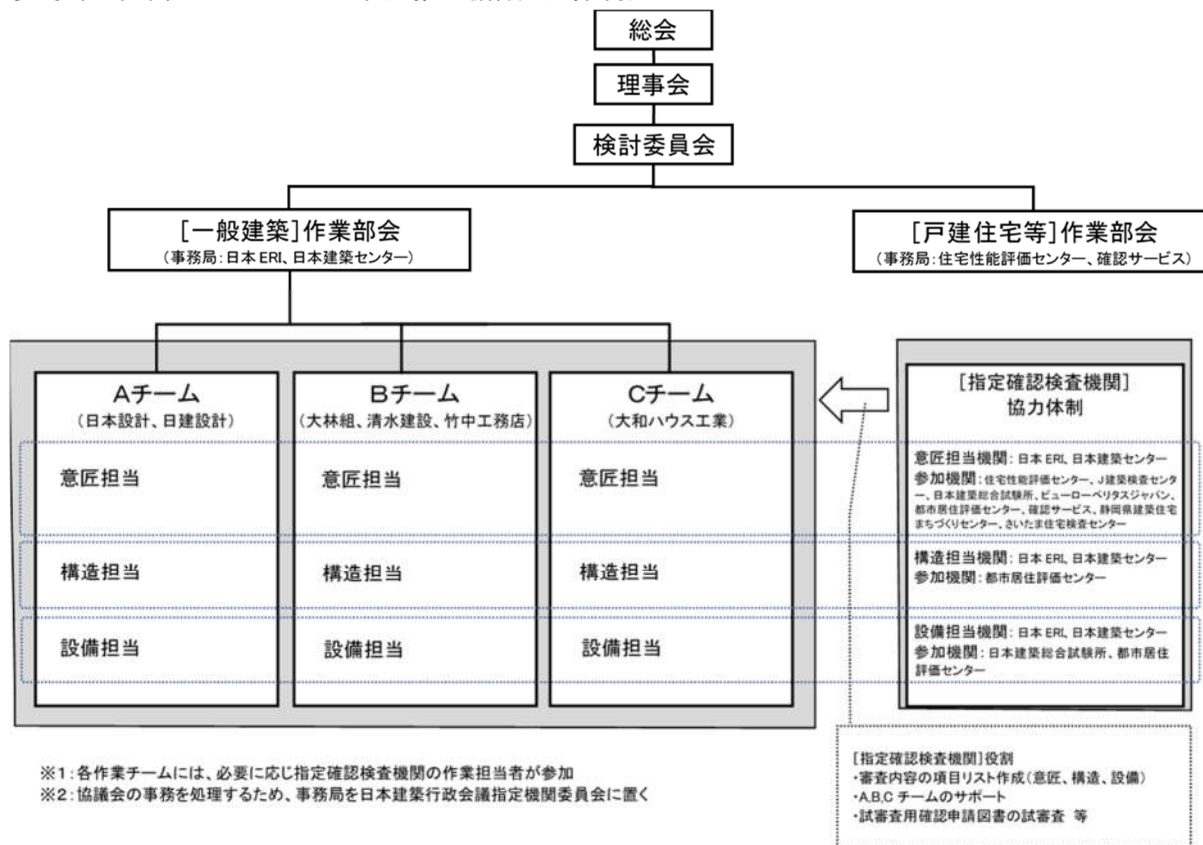 総会
理事会
検討委員会
[一般建築]作業部会
(事務局:日本ERI、日本建築センター)
[戸建住宅等]作業部会
(事務局:住宅性能評価センター、確認サービス)
Aチーム
(日本設計、日建設計)
意匠担当
構造担当
設備担当
Bチーム
(大林組、清水建設、竹中工務店)
意匠担当
構造担当
設備担当
Cチーム
(大和ハウス工業)
意匠担当
構造担当
設備担当
[指定確認検査機関]
協力体制
意匠担当機関:日本ERI、日本建築センター
参加機関:住宅性能評価センター、J建築検査センタ
ー、日本建築総合試験所、ビューローベリタスジャパン、
都市居住評価センター、確認サービス、静岡県建築住宅
まちづくりセンター、さいたま住宅検査センター
構造担当機関:日本ERI、日本建築センター
参加機関:都市居住評価センター
設備担当機関:日本ERI、日本建築センター
参加機関:日本建築総合試験所、都市居住
評価センター
※1:各作業チームには、必要に応じ指定確認検査機関の作業担当者が参加
※2:協議会の事務を処理するため、事務局を日本建築行政会議指定機関委員会に置く
[指定確認検査機関]役割
・審査内容の項目リスト作成(意匠、構造、設備)
・A,B,Cチームのサポート
・試審査用確認申請図書の試審査 等